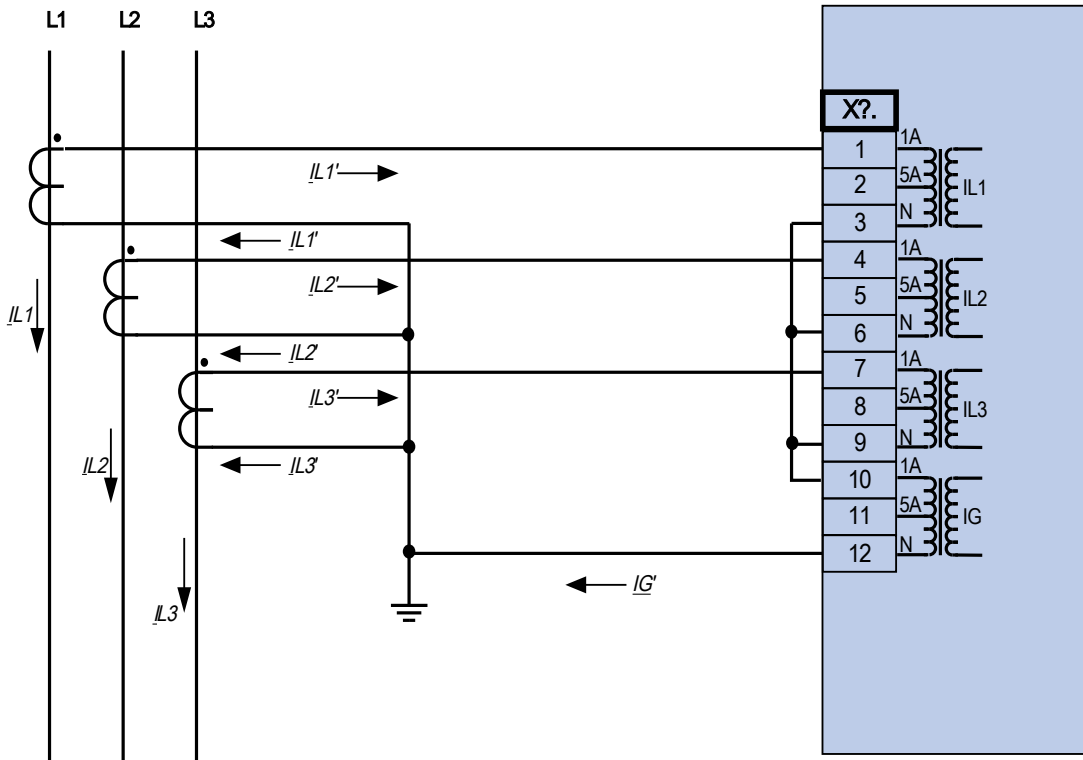 L1 L2 L3
X?.
1 1A
2 5A IL1
3 N
IL1'
IL1'
4 1A
5 5A IL2
6 N
IL2'
IL2'
7 1A
8 5A IL3
9 N
IL3'
IL3'
10 1A
11 5A IG
12 N
IG'
IL1
IL2
IL3